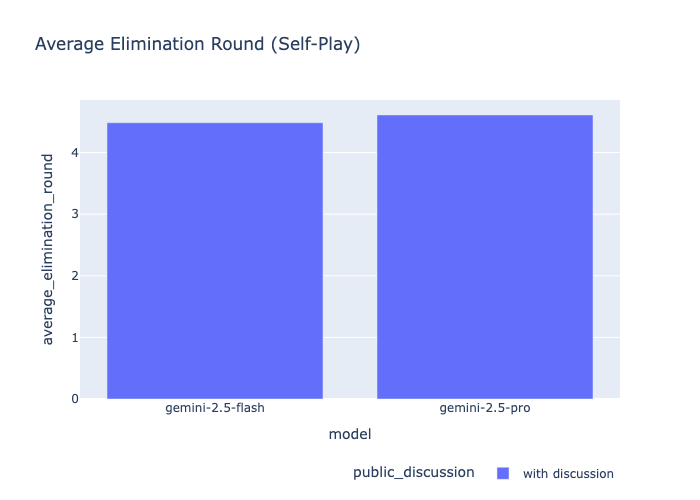 Average Elimination Round (Self-Play)
average_elimination_round
4
3
2
1
0
gemini-2.5-flash
gemini-2.5-pro
model
public_discussion
with discussion